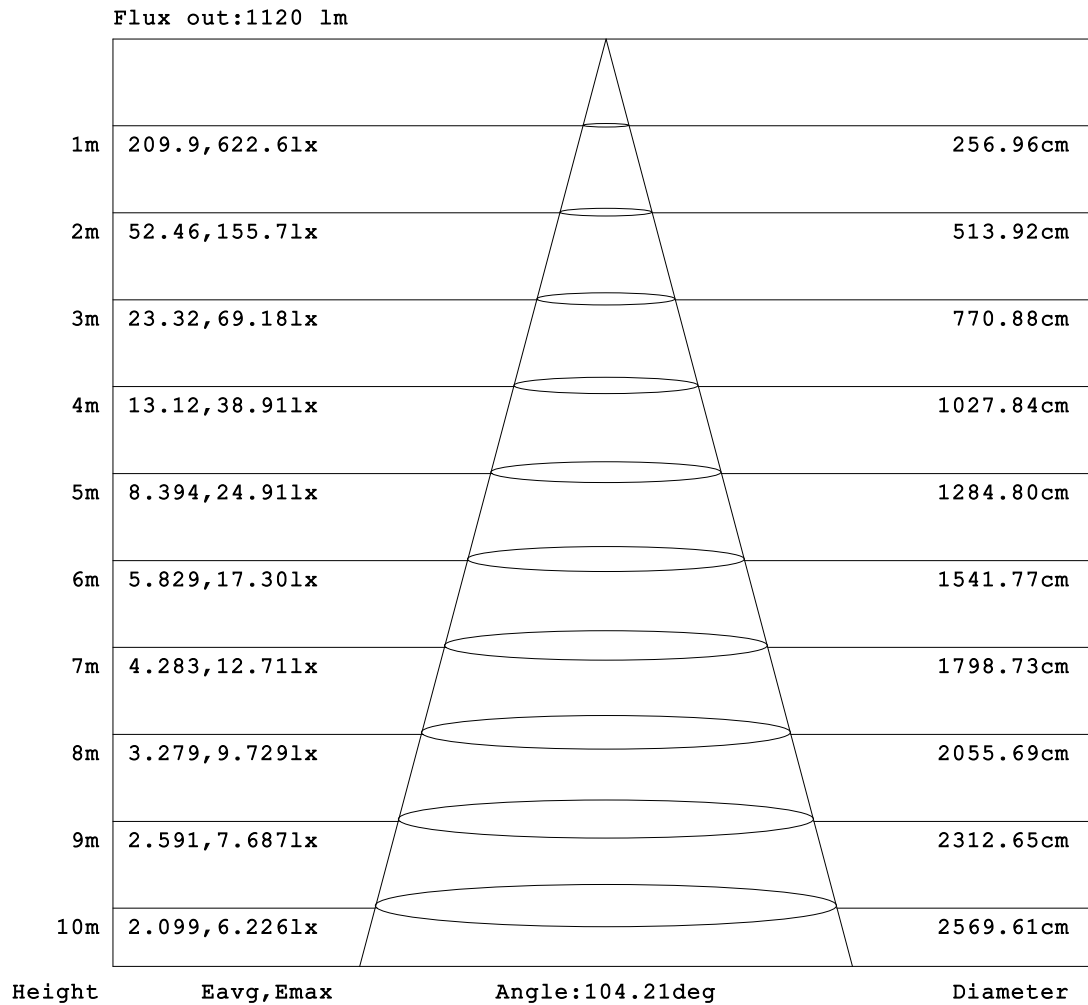 Flux out:1120 lm
1m 209.9,622.6lx 256.96cm
2m 52.46,155.7lx 513.92cm
3m 23.32,69.18lx 770.88cm
4m 13.12,38.91lx 1027.84cm
5m 8.394,24.91lx 1284.80cm
6m 5.829,17.30lx 1541.77cm
7m 4.283,12.71lx 1798.73cm
8m 3.279,9.729lx 2055.69cm
9m 2.591,7.687lx 2312.65cm
10m 2.099,6.226lx 2569.61cm
Height Eavg,Emax Angle:104.21deg Diameter